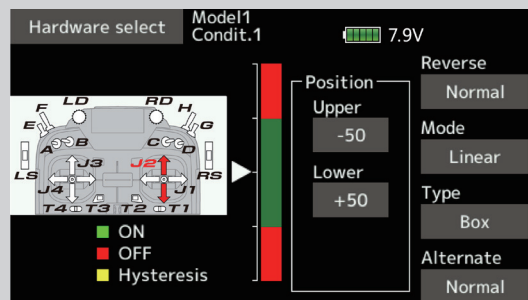 Hardware select
Model1
Condit.1
7.9V
LD
RD
F
H
E
G
A
B
C
D
J3
J2
LS
RS
J4
J1
T4
T3
T2
T1
ON
OFF
Hysteresis
Position
Upper
-50
Lower
+50
Reverse
Normal
Mode
Linear
Type
Box
Alternate
Normal